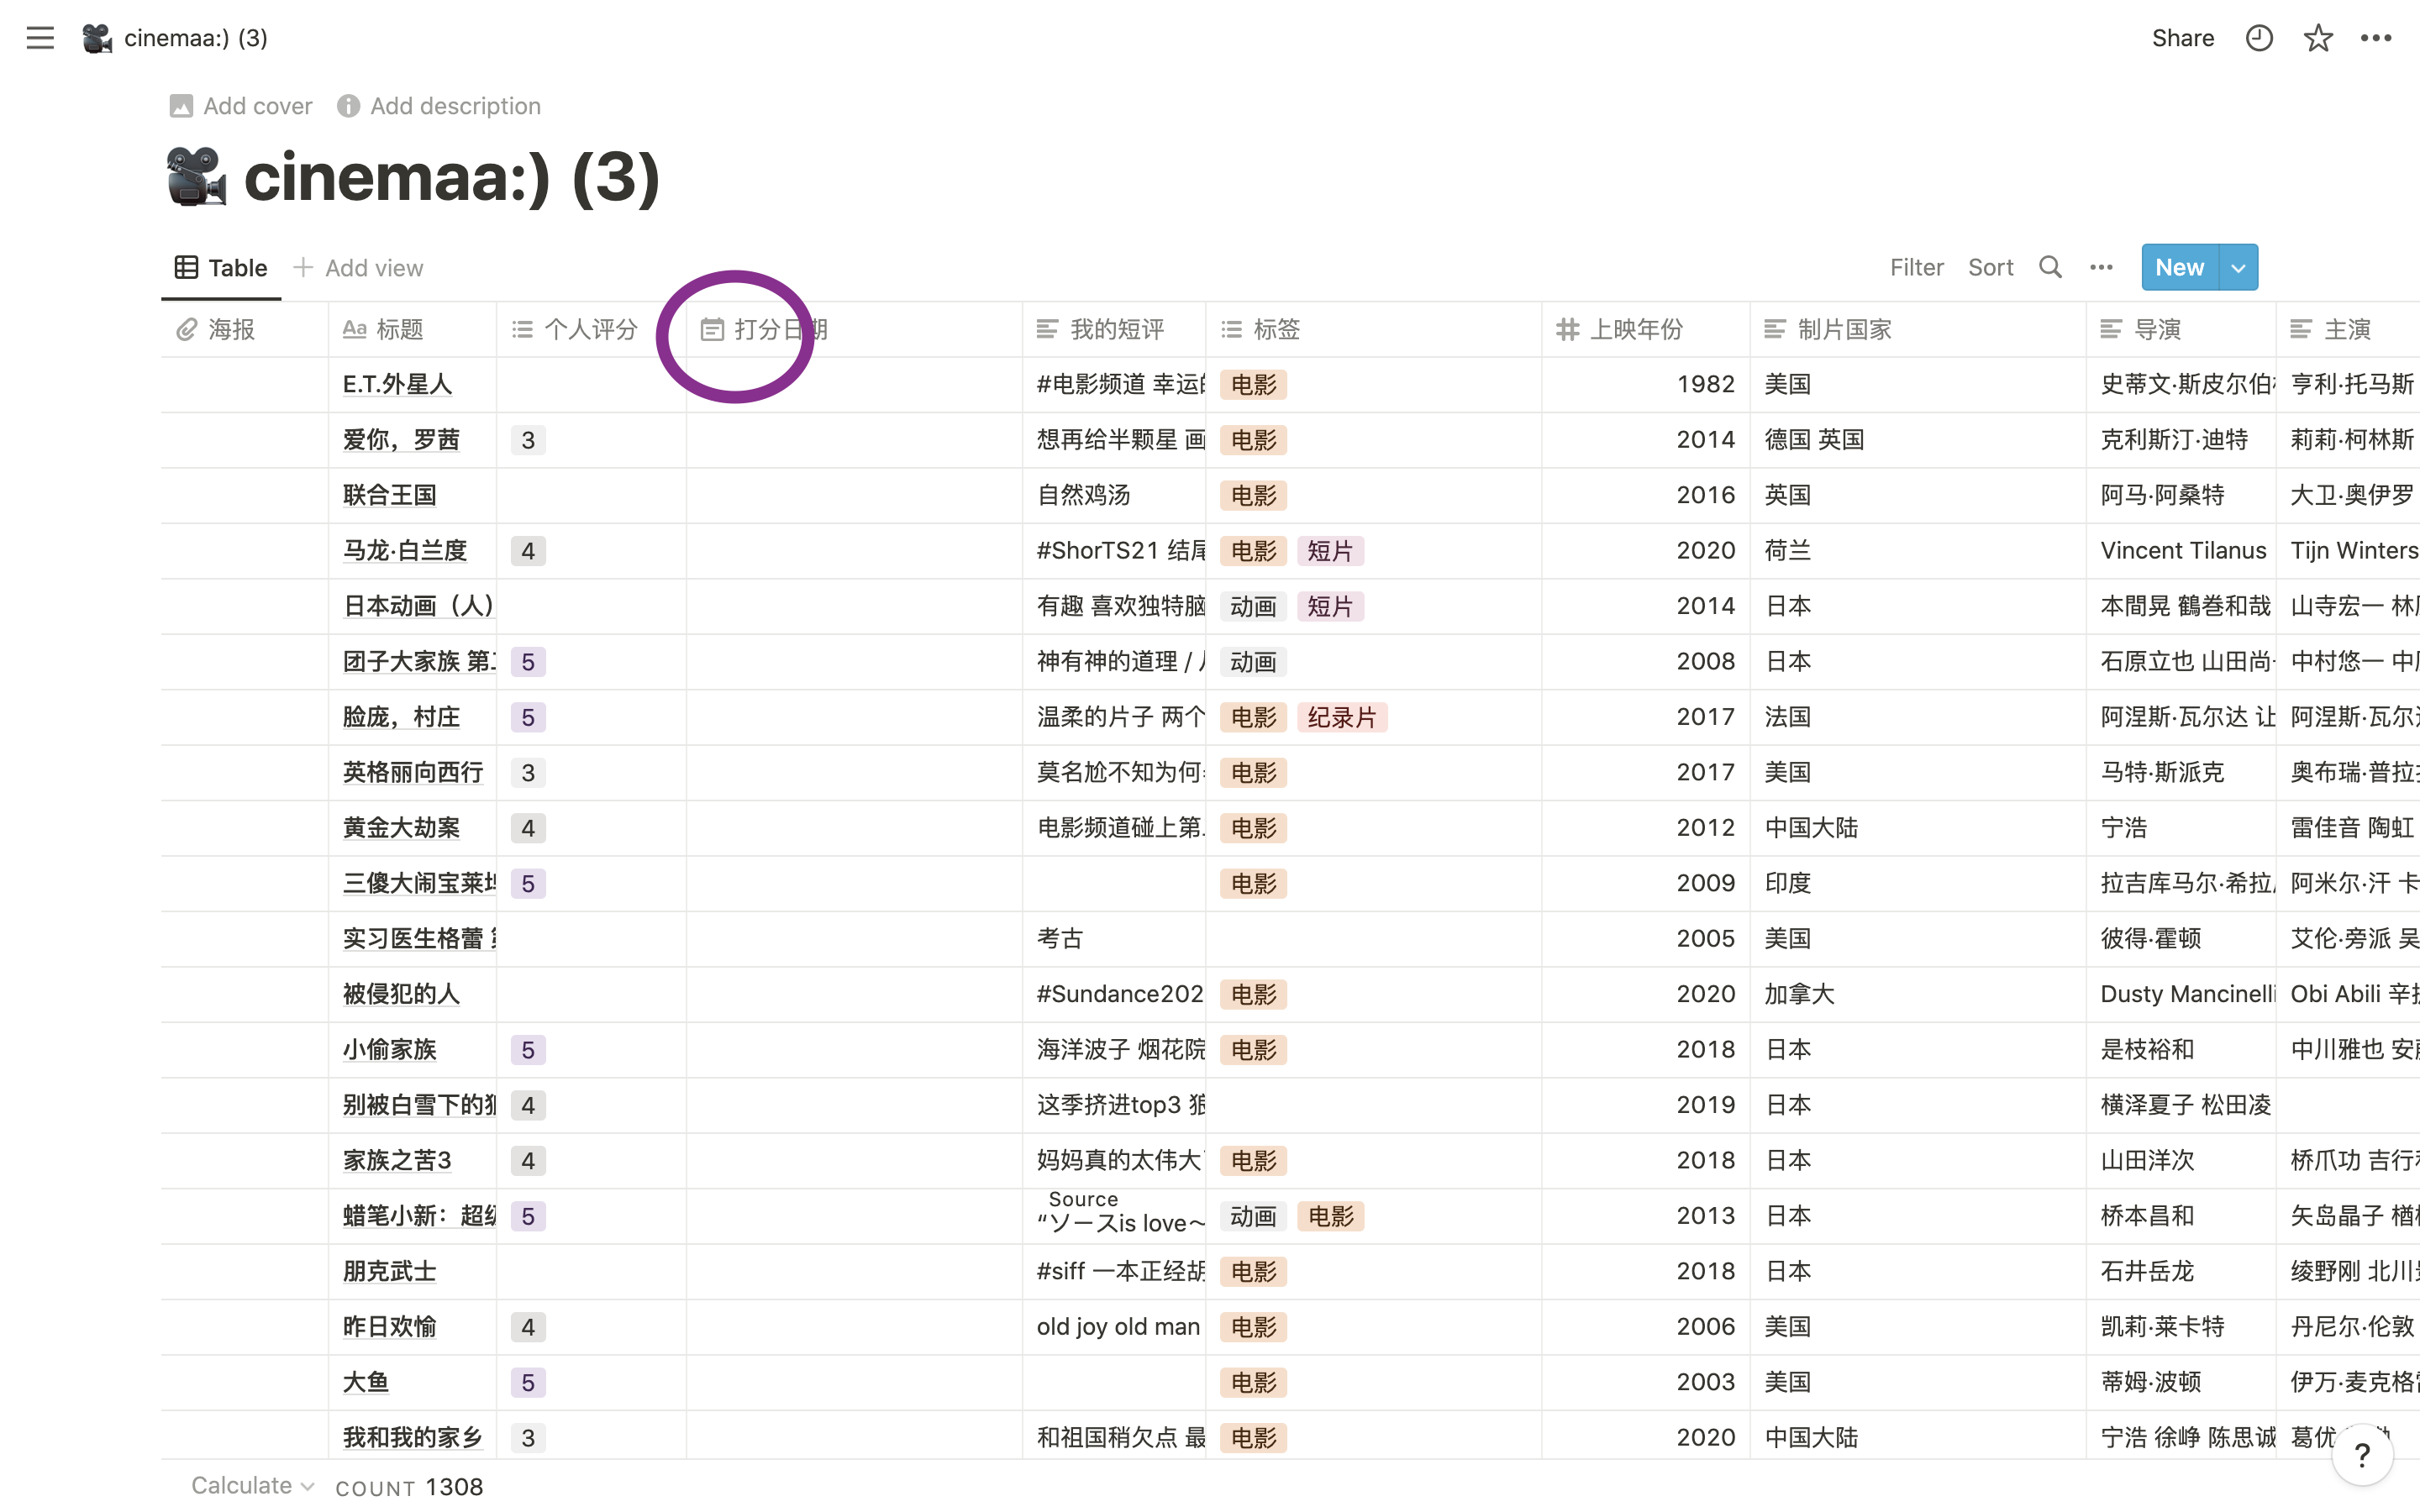 cinemaa:) (3)
Share
Add cover
Add description
cinemaa:) (3)
Table
Add view
Filter
Sort
New
海报 Aa 标题 个人评分 打分日期 我的短评 标签 上映年份 制片国家 导演 主演
E.T.外星人 #电影频道 幸运 电影 1982 美国 史蒂文·斯皮尔伯 亨利·托马斯
爱你，罗茜 3 想再给半颗星 画 电影 2014 德国 英国 克利斯汀·迪特 莉莉·柯林斯
联合王国 自然鸡汤 电影 2016 英国 阿马·阿桑特 大卫·奥伊罗
马龙·白兰度 4 #ShorTS21 结尾 电影 短片 2020 荷兰 Vincent Tilanus Tijn Winters
日本动画（人） 有趣 喜欢独特脑 动画 短片 2014 日本 本間晃 鶴巻和哉 山寺宏一 林
团子大家族 第 5 神有神的道理 / 动画 2008 日本 石原立也 山田尚 中村悠一 中
脸庞，村庄 5 温柔的片子 两个 电影 纪录片 2017 法国 阿涅斯·瓦尔达 让 阿涅斯·瓦尔
英格丽向西行 3 莫名尬不知为何 电影 2017 美国 马特·斯派克 奥布瑞·普拉
黄金大劫案 4 电影频道碰上第 电影 2012 中国大陆 宁浩 雷佳音 陶虹
三傻大闹宝莱坞 5 电影 2009 印度 拉吉库马尔·希拉 阿米尔·汗 卡
实习医生格蕾 考古 2005 美国 彼得·霍顿 艾伦·旁派 吴
被侵犯的人 #Sundance202 电影 2020 加拿大 Dusty Mancinelli Obi Abili 辛
小偷家族 5 海洋波子 烟花院 电影 2018 日本 是枝裕和 中川雅也 安
别被白雪下的狼 4 这季挤进top3 狼 2019 日本 横泽夏子 松田凌
家族之苦3 4 妈妈真的太伟大 电影 2018 日本 山田洋次 桥爪功 吉行
Source
蜡笔小新：超级 5 “ソースis love～ 动画 电影 2013 日本 桥本昌和 矢岛晶子 楢
朋克武士 #siff 一本正经胡 电影 2018 日本 石井岳龙 绫野刚 北川
昨日欢愉 4 old joy old man 电影 2006 美国 凯莉·莱卡特 丹尼尔·伦敦
大鱼 5 电影 2003 美国 蒂姆·波顿 伊万·麦克格
我和我的家乡 3 和祖国稍欠点 最 电影 2020 中国大陆 宁浩 徐峥 陈思诚 葛优
Calculate COUNT 1308
?